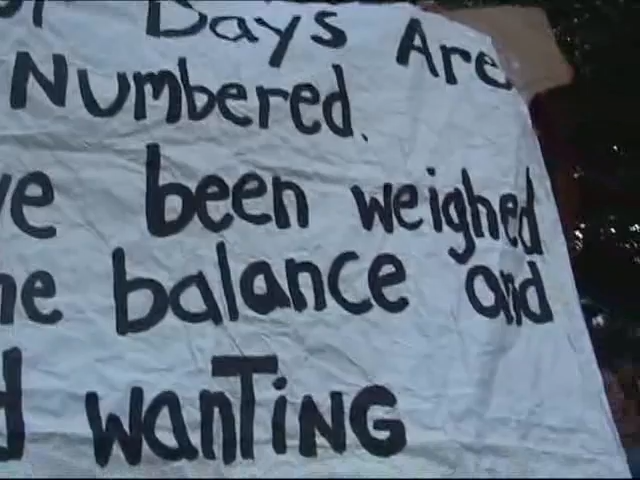 Days Are
Numbered.
been weighed
balance and
wanTING